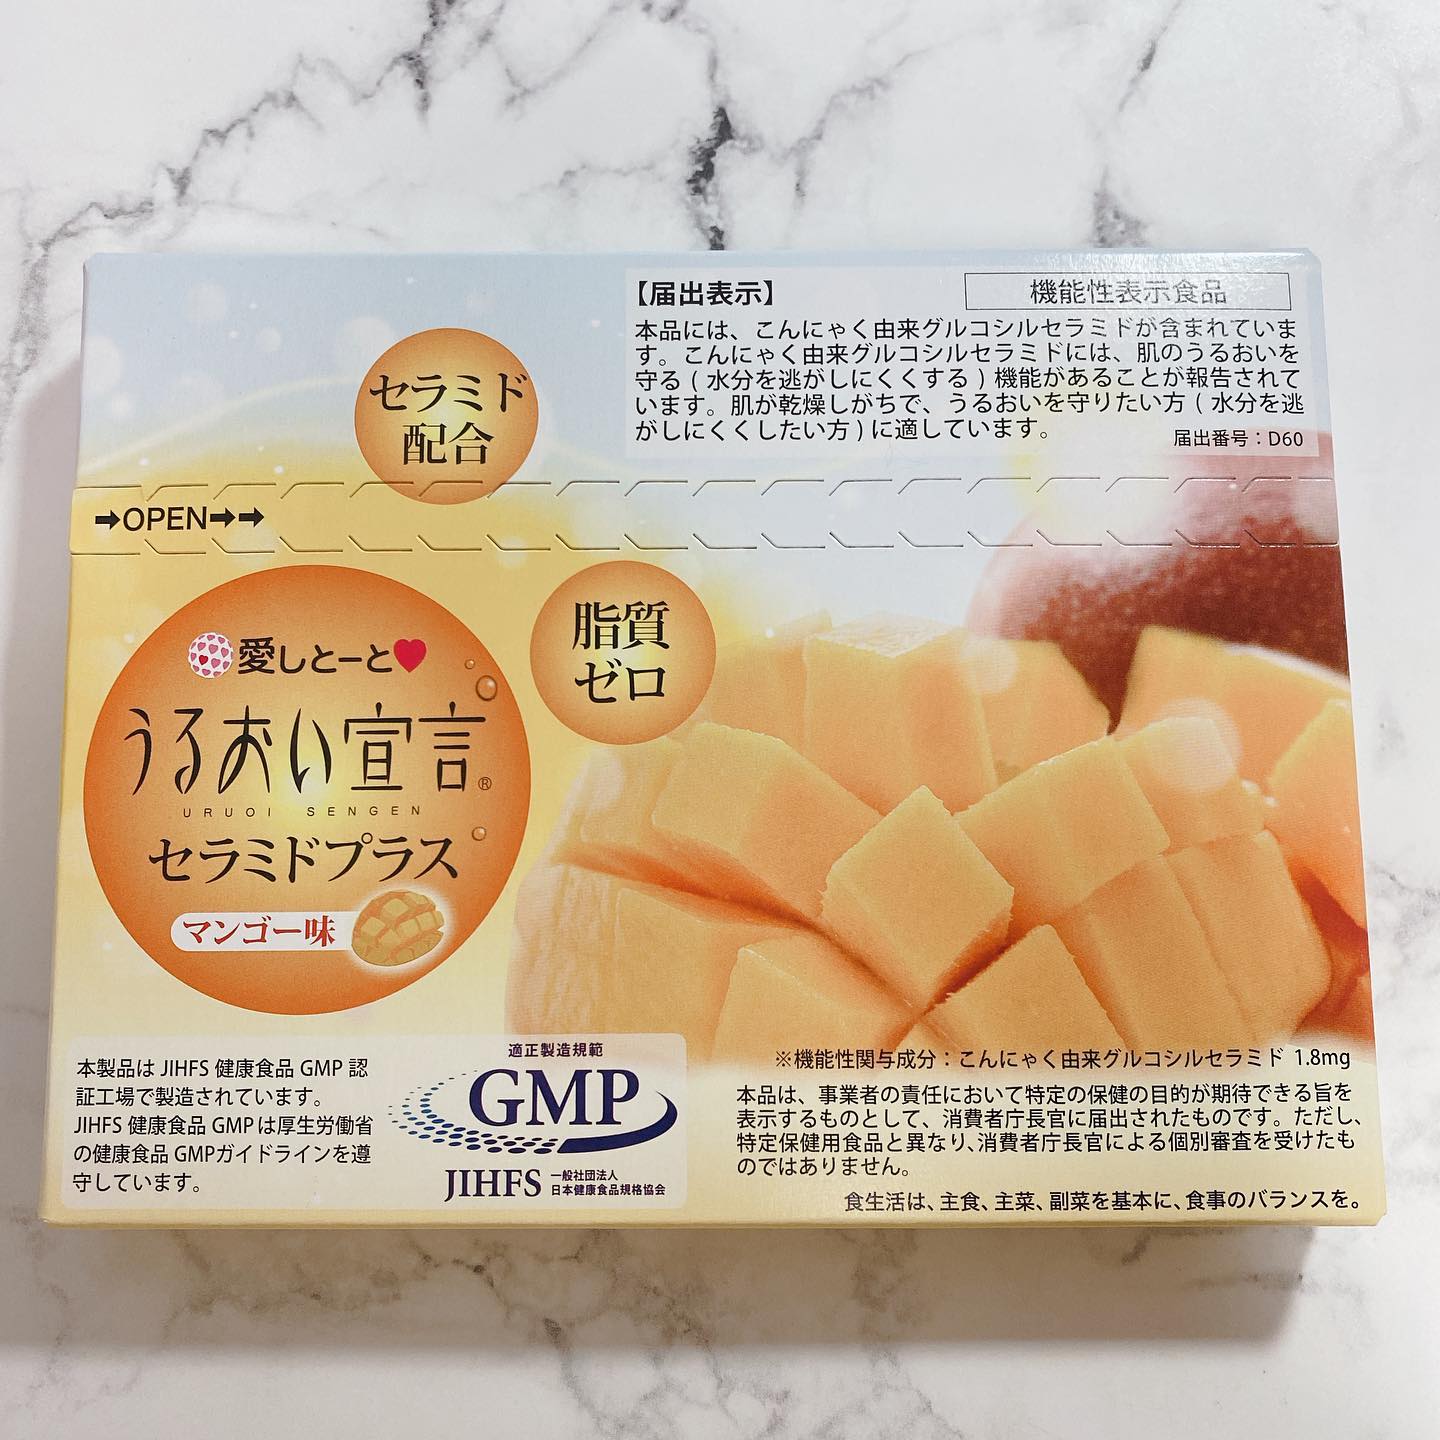 【届出表示】
機能性表示食品
本品には、こんにゃく由来グルコシルセラミドが含まれていま
す。こんにゃく由来グルコシルセラミドには、肌のうるおいを
守る(水分を逃がしにくくする)機能があることが報告されて
います。肌が乾燥しがちで、うるおいを守りたい方(水分を逃
がしにくくしたい方)に適しています。
届出番号:D60
セラミド
配合
➡OPEN➡➡
脂質
ゼロ
愛しとーと♥
うるおい宣言®
URUOI SENGEN
セラミドプラス
マンゴー味
本製品は JIHFS 健康食品 GMP 認
証工場で製造されています。
JIHFS 健康食品 GMPは厚生労働省
の健康食品 GMPガイドラインを遵
守しています。
適正製造規範
GMP
JIHFS
一般社団法人
日本健康食品規格協会
※機能性関与成分:こんにゃく由来グルコシルセラミド 1.8mg
本品は、事業者の責任において特定の保健の目的が期待できる旨を
表示するものとして、消費者庁長官に届出されたものです。ただし、
特定保健用食品と異なり、消費者庁長官による個別審査を受けたも
のではありません。
食生活は、主食、主菜、副菜を基本に、食事のバランスを。